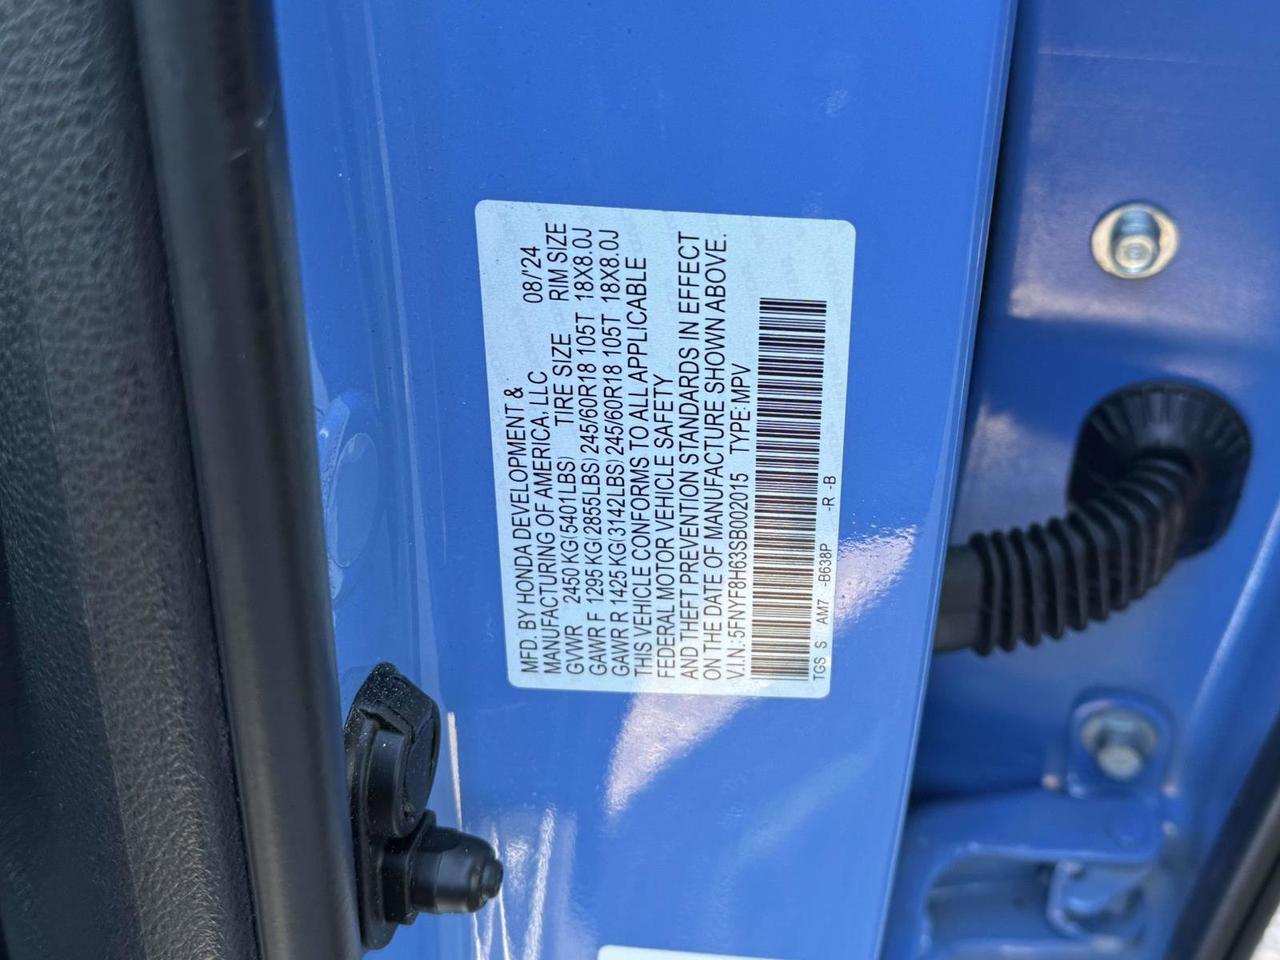 MFD. BY HONDA DEVELOPMENT &
MANUFACTURING OF AMERICA, LLC 08/'24
GVWR 2450 KG(5401LBS) TIRE SIZE RIM SIZE
GAWR F 1295 KG(2855LBS) 245/60R18 105T 18X8.0J
GAWR R 1425 KG(3142LBS) 245/60R18 105T 18X8.0J
THIS VEHICLE CONFORMS TO ALL APPLICABLE
FEDERAL MOTOR VEHICLE SAFETY
AND THEFT PREVENTION STANDARDS IN EFFECT
ON THE DATE OF MANUFACTURE SHOWN ABOVE.
V.I.N.:5FNYF8H63SB002015 TYPE:MPV
TGS S AM7 -B638P -R -B